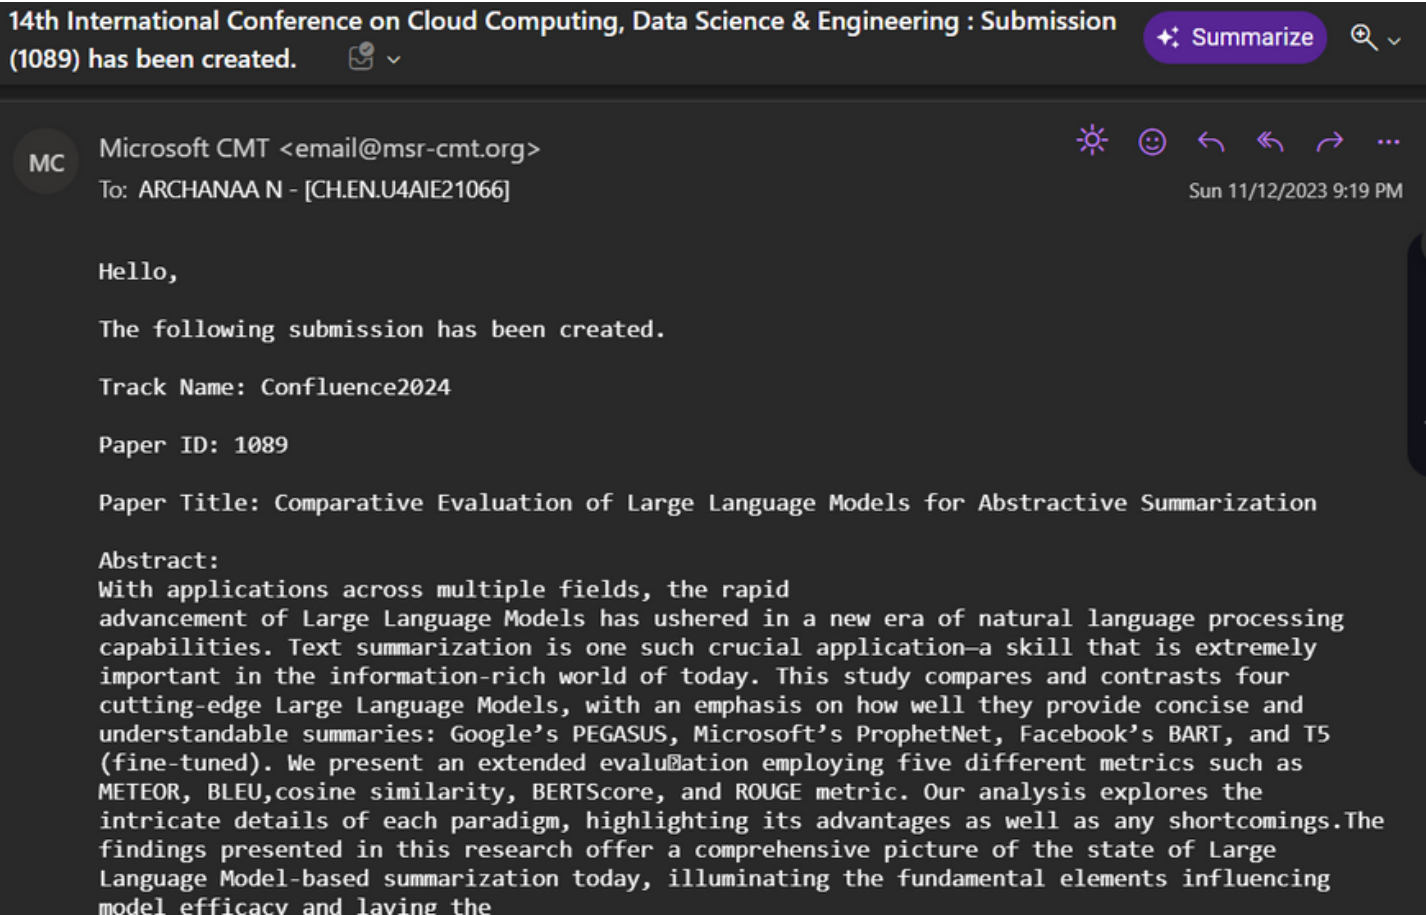 14th International Conference on Cloud Computing, Data Science & Engineering : Submission
(1089) has been created.
Summarize
MC
Microsoft CMT <email@msr-cmt.org>
To: ARCHANAA N - [CH.EN.U4AIE21066]
Sun 11/12/2023 9:19 PM
Hello,
The following submission has been created.
Track Name: Confluence2024
Paper ID: 1089
Paper Title: Comparative Evaluation of Large Language Models for Abstractive Summarization
Abstract:
With applications across multiple fields, the rapid
advancement of Large Language Models has ushered in a new era of natural language processing
capabilities. Text summarization is one such crucial application—a skill that is extremely
important in the information-rich world of today. This study compares and contrasts four
cutting-edge Large Language Models, with an emphasis on how well they provide concise and
understandable summaries: Google’s PEGASUS, Microsoft’s ProphetNet, Facebook’s BART, and T5
(fine-tuned). We present an extended evalu�ation employing five different metrics such as
METEOR, BLEU,cosine similarity, BERTScore, and ROUGE metric. Our analysis explores the
intricate details of each paradigm, highlighting its advantages as well as any shortcomings.The
findings presented in this research offer a comprehensive picture of the state of Large
Language Model-based summarization today, illuminating the fundamental elements influencing
model efficacy and laying the